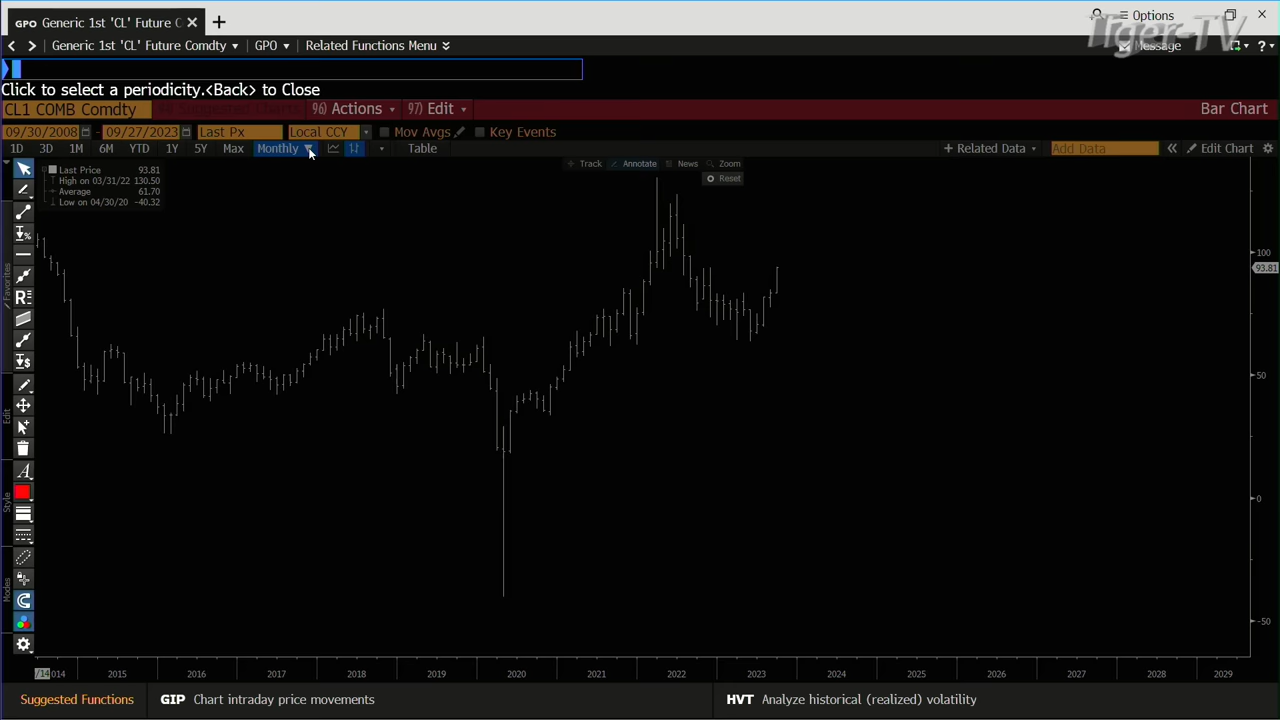 GPO Generic 1st 'CL' Future C × +
Options
Tiger-TV
Generic 1st 'CL' Future Comdty GPO Related Functions Menu Message ?
Click to select a periodicity.<Back> to Close
CL1 COMB Comdty 96) Actions 97) Edit Bar Chart
09/30/2008 09/27/2023 Last Px Local CCY Mov Avgs Key Events
1D 3D 1M 6M YTD 1Y 5Y Max Monthly Table + Related Data Add Data Edit Chart
Track Annotate News Zoom
Reset
Last Price 93.81
High on 03/31/22 130.50
Average 61.70
Low on 04/30/20 -40.32
Favorites
Edit
Style
Modes
100
93.81
50
0
-50
/14 014 2015 2016 2017 2018 2019 2020 2021 2022 2023 2024 2025 2026 2027 2028 2029
Suggested Functions GIP Chart intraday price movements HVT Analyze historical (realized) volatility